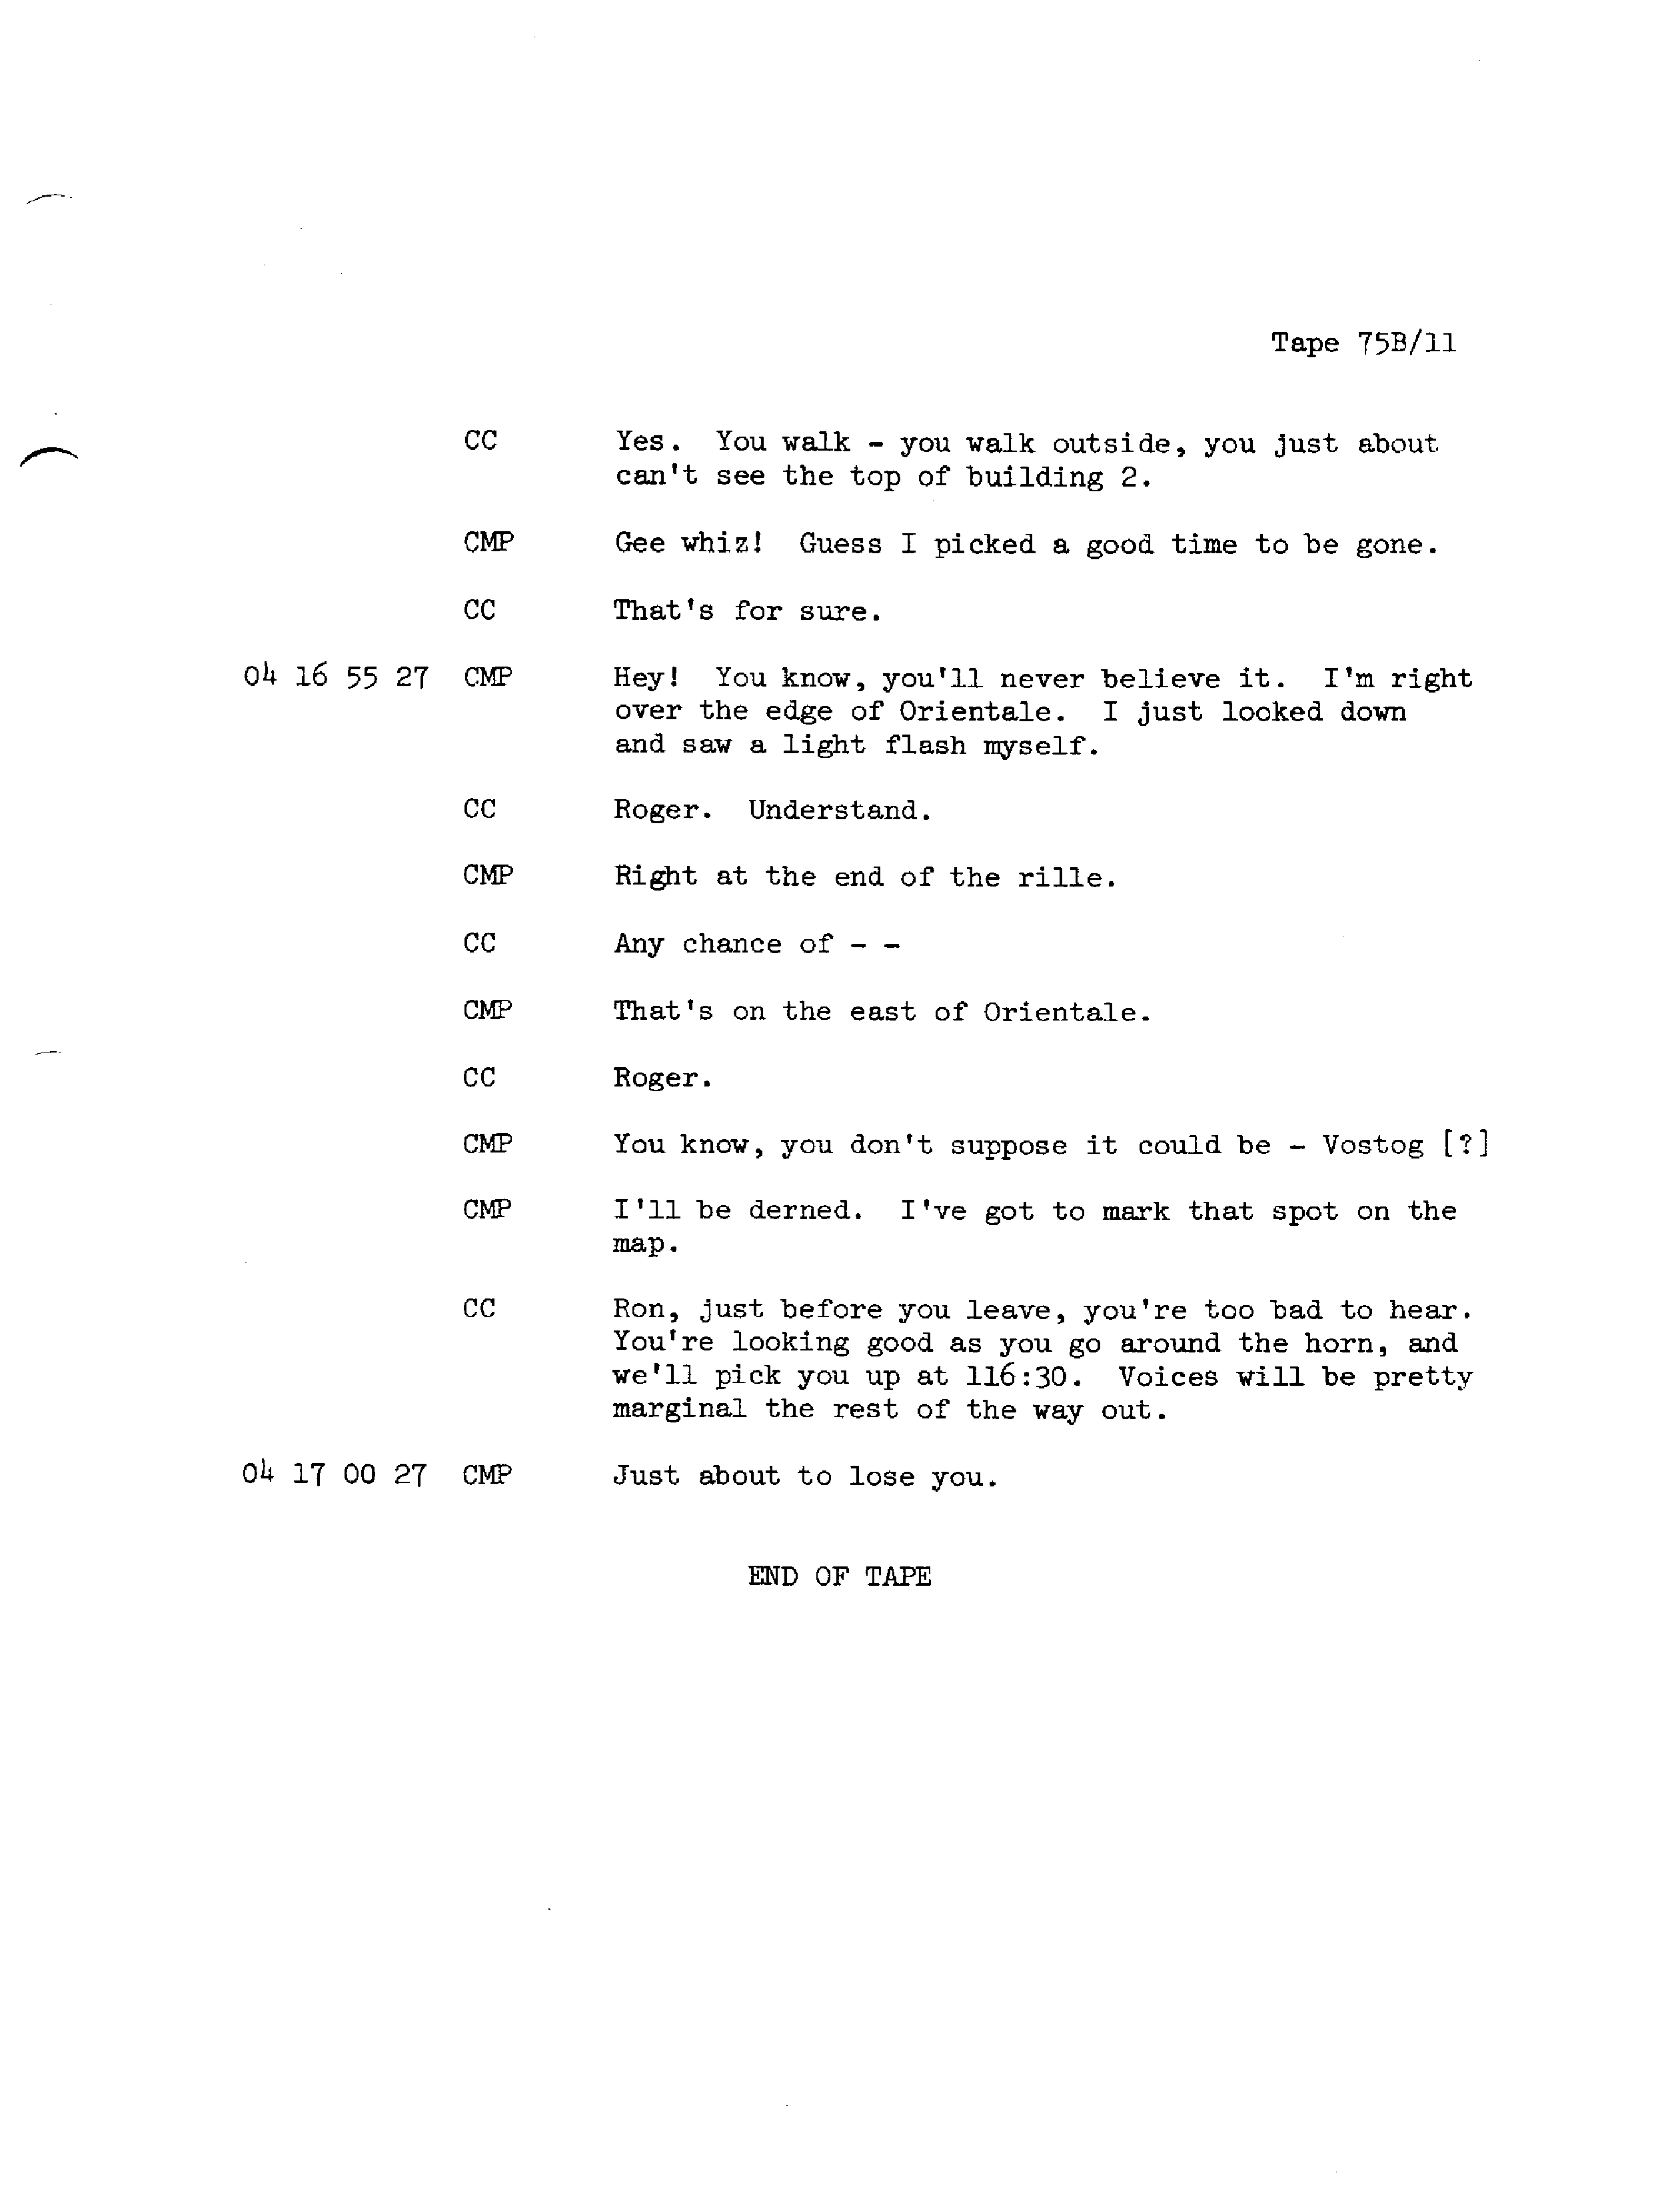 Tape 75B/11
CC Yes. You walk - you walk outside, you just about
can't see the top of building 2.
CMP Gee whiz! Guess I picked a good time to be gone.
CC That's for sure.
04 16 55 27 CMP Hey! You know, you'll never believe it. I'm right
over the edge of Orientale. I just looked down
and saw a light flash myself.
CC Roger. Understand.
CMP Right at the end of the rille.
CC Any chance of - -
CMP That's on the east of Orientale.
CC Roger.
CMP You know, you don't suppose it could be - Vostog [?]
CMP I'll be derned. I've got to mark that spot on the
map.
CC Ron, just before you leave, you're too bad to hear.
You're looking good as you go around the horn, and
we'll pick you up at 116:30. Voices will be pretty
marginal the rest of the way out.
04 17 00 27 CMP Just about to lose you.
END OF TAPE